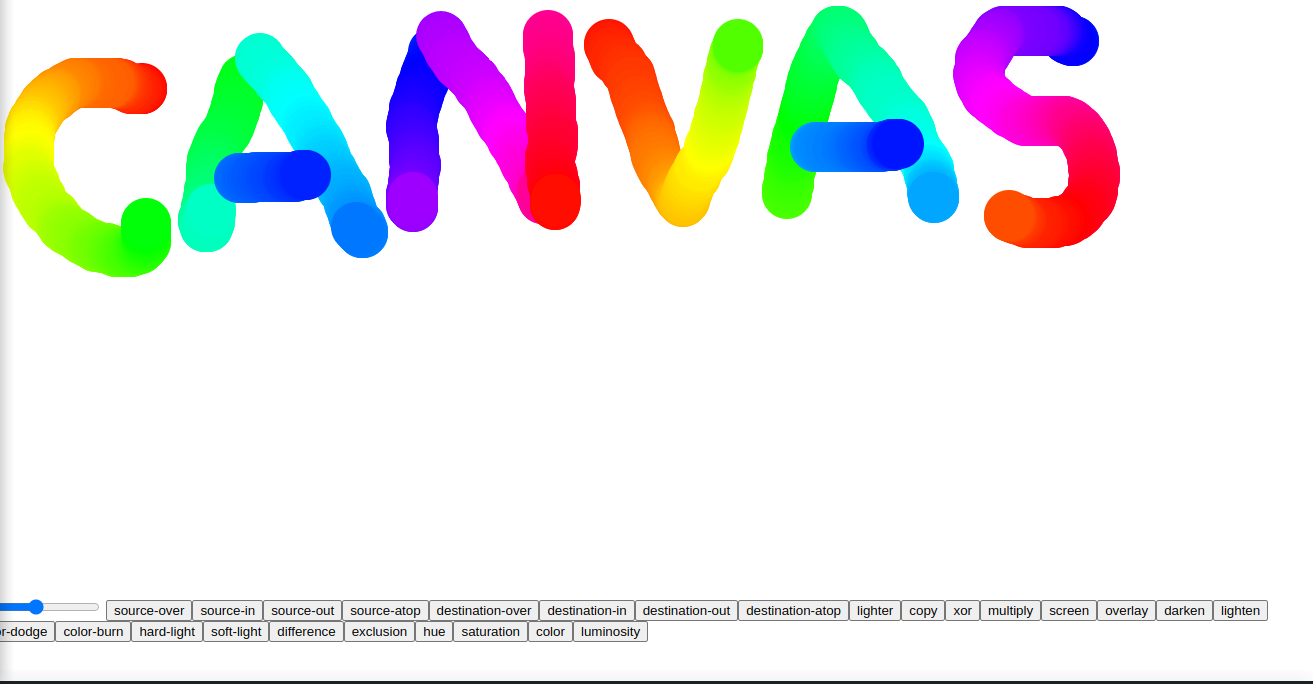 CANVAS
source-over source-in source-out source-atop destination-over destination-in destination-out destination-atop lighter copy xor multiply screen overlay darken lighten
r-dodge color-burn hard-light soft-light difference exclusion hue saturation color luminosity